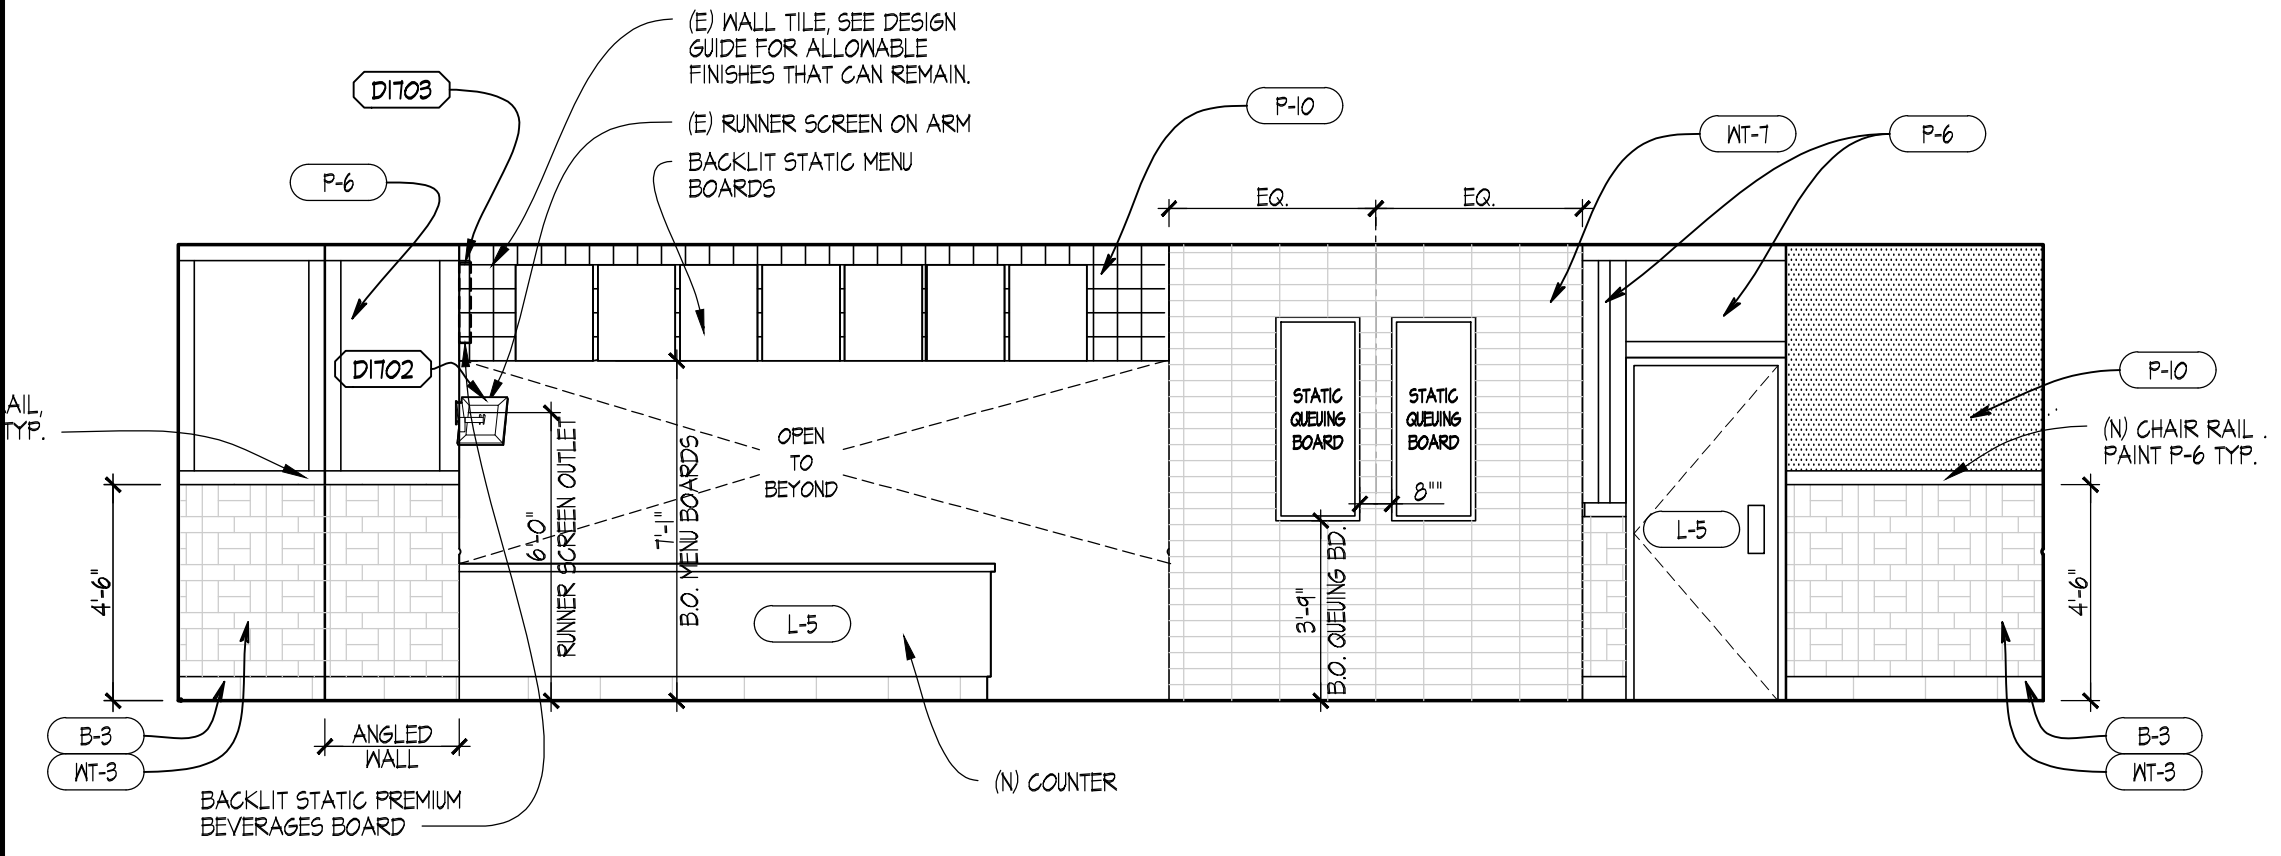 (E) WALL TILE, SEE DESIGN
GUIDE FOR ALLOWABLE
FINISHES THAT CAN REMAIN.
D1703
P-10
(E) RUNNER SCREEN ON ARM
WT-7
P-6
BACKLIT STATIC MENU
BOARDS
P-6
EQ.
EQ.
D1702
P-10
STATIC
QUEUING
BOARD
STATIC
QUEUING
BOARD
AIL,
TYP.
(N) CHAIR RAIL .
PAINT P-6 TYP.
OPEN
TO
BEYOND
8""
L-5
6'-0"
RUNNER SCREEN OUTLET
7'-1"
B.O. MENU BOARDS
3'-9"
B.O. QUEUING BD.
4'-6"
4'-6"
L-5
B-3
WT-3
ANGLED
WALL
B-3
WT-3
(N) COUNTER
BACKLIT STATIC PREMIUM
BEVERAGES BOARD